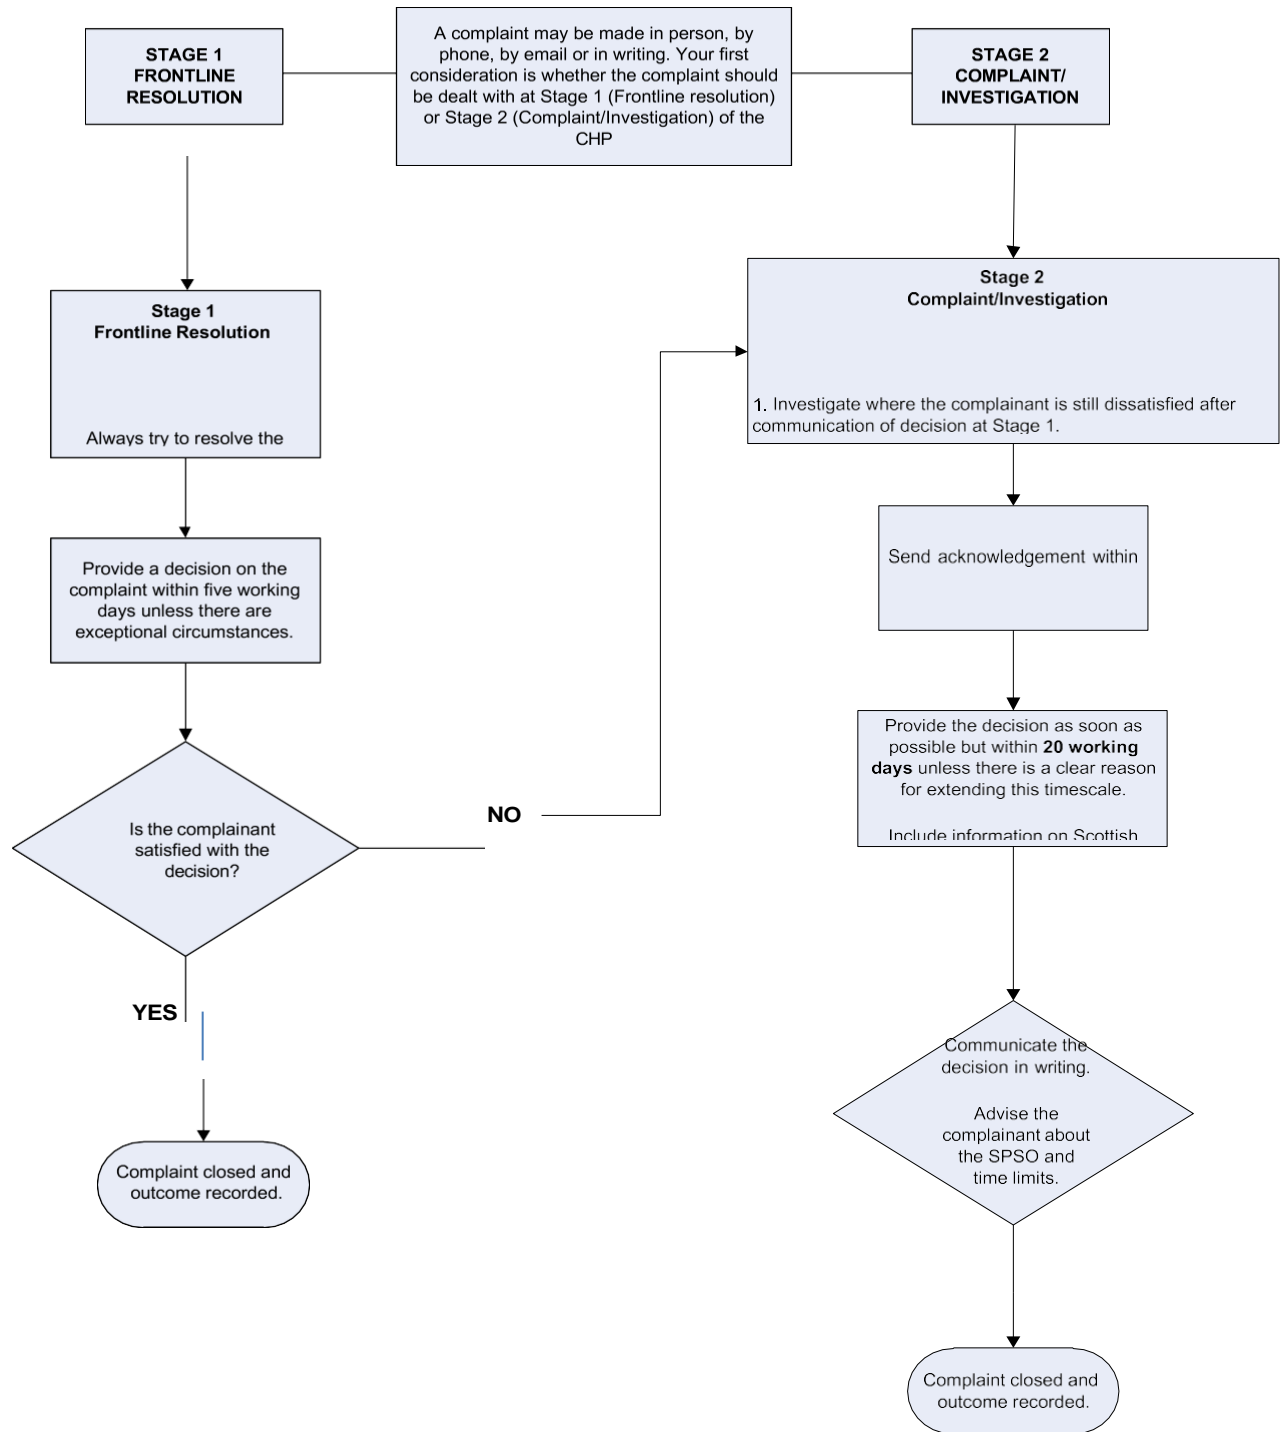 STAGE 1
FRONTLINE
RESOLUTION
A complaint may be made in person, by
phone, by email or in writing. Your first
consideration is whether the complaint should
be dealt with at Stage 1 (Frontline resolution)
or Stage 2 (Complaint/Investigation) of the
CHP
STAGE 2
COMPLAINT/
INVESTIGATION
Stage 1
Frontline Resolution
Always try to resolve the
Provide a decision on the
complaint within five working
days unless there are
exceptional circumstances.
Is the complainant
satisfied with the
decision?
NO
YES
Complaint closed and
outcome recorded.
Stage 2
Complaint/Investigation
1. Investigate where the complainant is still dissatisfied after
communication of decision at Stage 1.
Send acknowledgement within
Provide the decision as soon as
possible but within 20 working
days unless there is a clear reason
for extending this timescale.
Include information on Scottish
Communicate the
decision in writing.
Advise the
complainant about
the SPSO and
time limits.
Complaint closed and
outcome recorded.